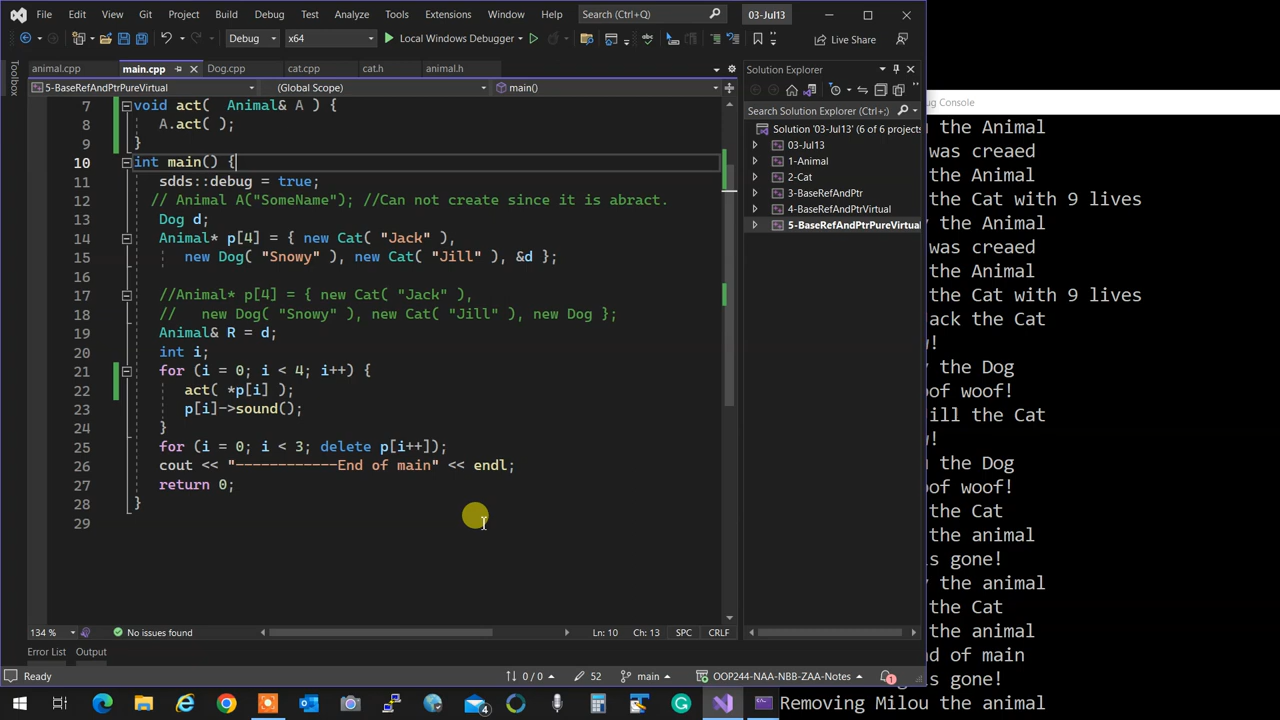 File Edit View Git Project Build Debug Test Analyze Tools Extensions Window Help Search (Ctrl+Q) 03-Jul13
Debug x64 Local Windows Debugger Live Share
Toolbox
animal.cpp main.cpp Dog.cpp cat.cpp cat.h animal.h
5-BaseRefAndPtrPureVirtual (Global Scope) main()
7 void act(  Animal& A ) {
8 A.act( );
9 }
10 int main() {
11 sdds::debug = true;
12 // Animal A("SomeName"); //Can not create since it is abract.
13 Dog d;
14 Animal* p[4] = { new Cat( "Jack" ),
15 new Dog( "Snowy" ), new Cat( "Jill" ), &d };
16
17 //Animal* p[4] = { new Cat( "Jack" ),
18 //   new Dog( "Snowy" ), new Cat( "Jill" ), new Dog };
19 Animal& R = d;
20 int i;
21 for (i = 0; i < 4; i++) {
22 act( *p[i] );
23 p[i]->sound();
24 }
25 for (i = 0; i < 3; delete p[i++]);
26 cout << "------------End of main" << endl;
27 return 0;
28 }
29
134 % No issues found Ln: 10 Ch: 13 SPC CRLF
Error List Output
Ready 0 / 0 52 main OOP244-NAA-NBB-ZAA-Notes 1
Solution Explorer
Search Solution Explorer (Ctrl+;)
Solution '03-Jul13' (6 of 6 projects
03-Jul13
1-Animal
2-Cat
3-BaseRefAndPtr
4-BaseRefAndPtrVirtual
5-BaseRefAndPtrPureVirtual
ug Console
the Animal
was creaed
the Animal
the Cat with 9 lives
y the Animal
was creaed
the Animal
the Cat with 9 lives
ack the Cat
w!
y the Dog
oof woof!
ill the Cat
w!
u the Dog
oof woof!
the Cat
the animal
s gone!
y the animal
the Cat
the animal
nd of main
g is gone!
Removing Milou the animal
4